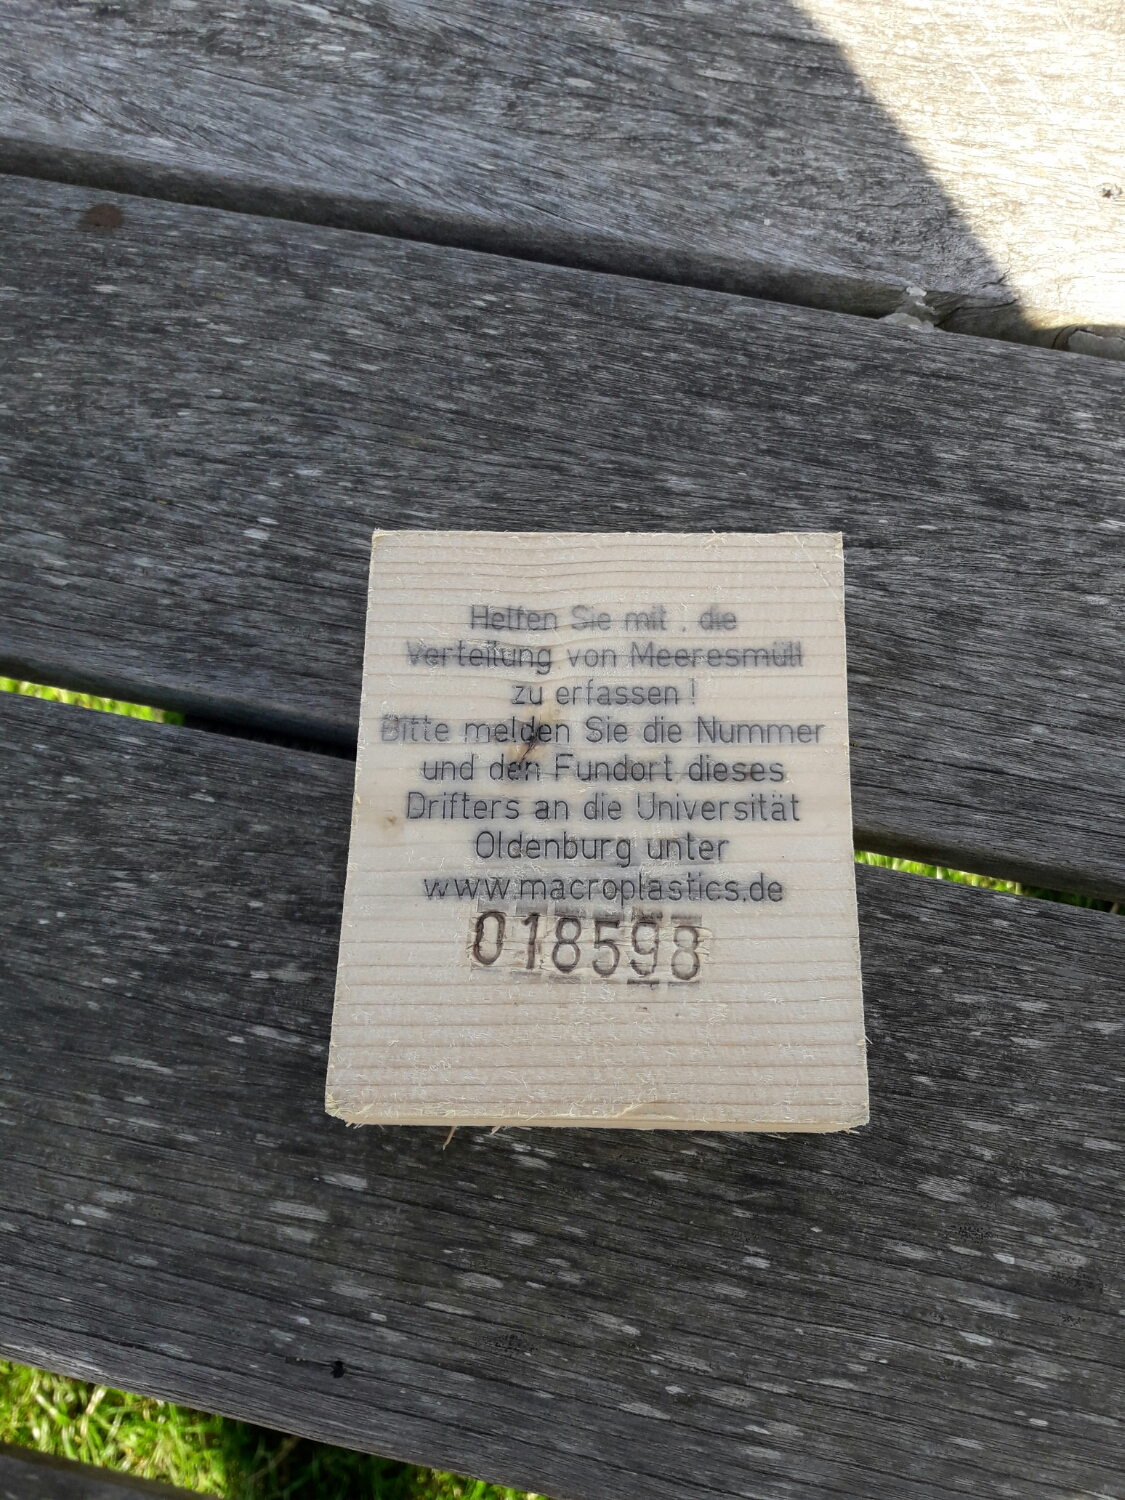 Helfen Sie mit , die
Verteilung von Meeresmüll
zu erfassen !
Bitte melden Sie die Nummer
und den Fundort dieses
Drifters an die Universität
Oldenburg unter
www.macroplastics.de
018598